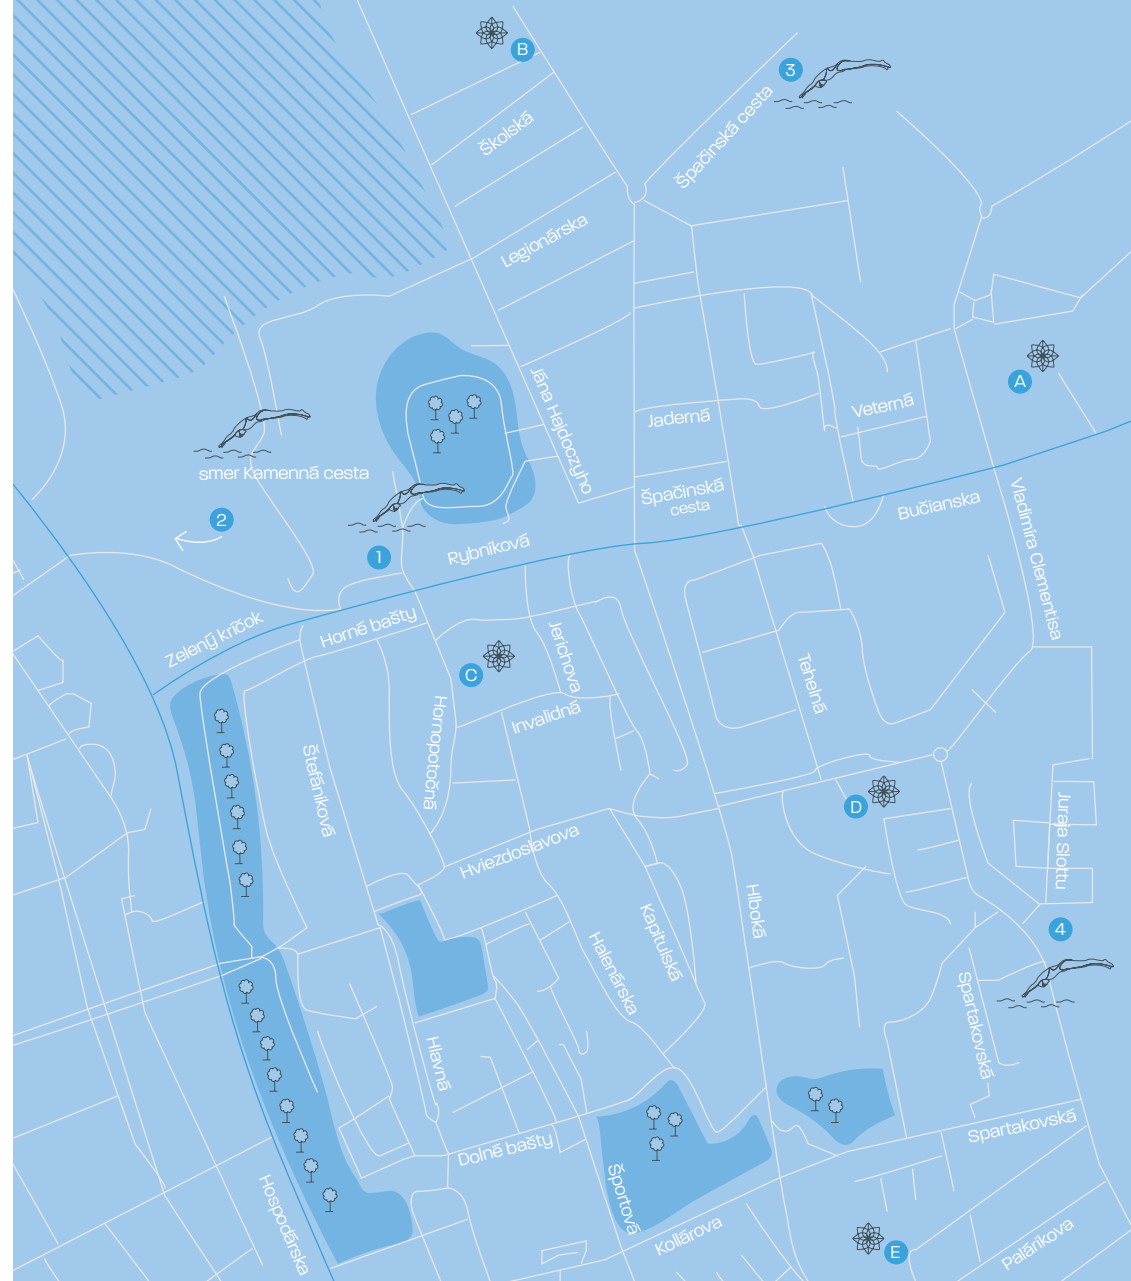 B
3
Školská
Špačinská cesta
Legionárska
A
Jána Hajdoczyho
Jaderná
Veterná
smer Kamenná cesta
Špačinská
cesta
Bučianska
Vladimíra Clementisa
2
1
Rybníková
Zelený kríčok
Horné bašty
Jerichova
C
Invalidná
Tehelná
Hornopotočná
Štefánikova
D
Juraja Slottu
Hviezdoslavova
Hlboká
Kapitulská
Halenárska
4
Spartakovská
Hlavná
Dolné bašty
Spartakovská
Športová
Hospodárska
Kollárova
E
Palárikova